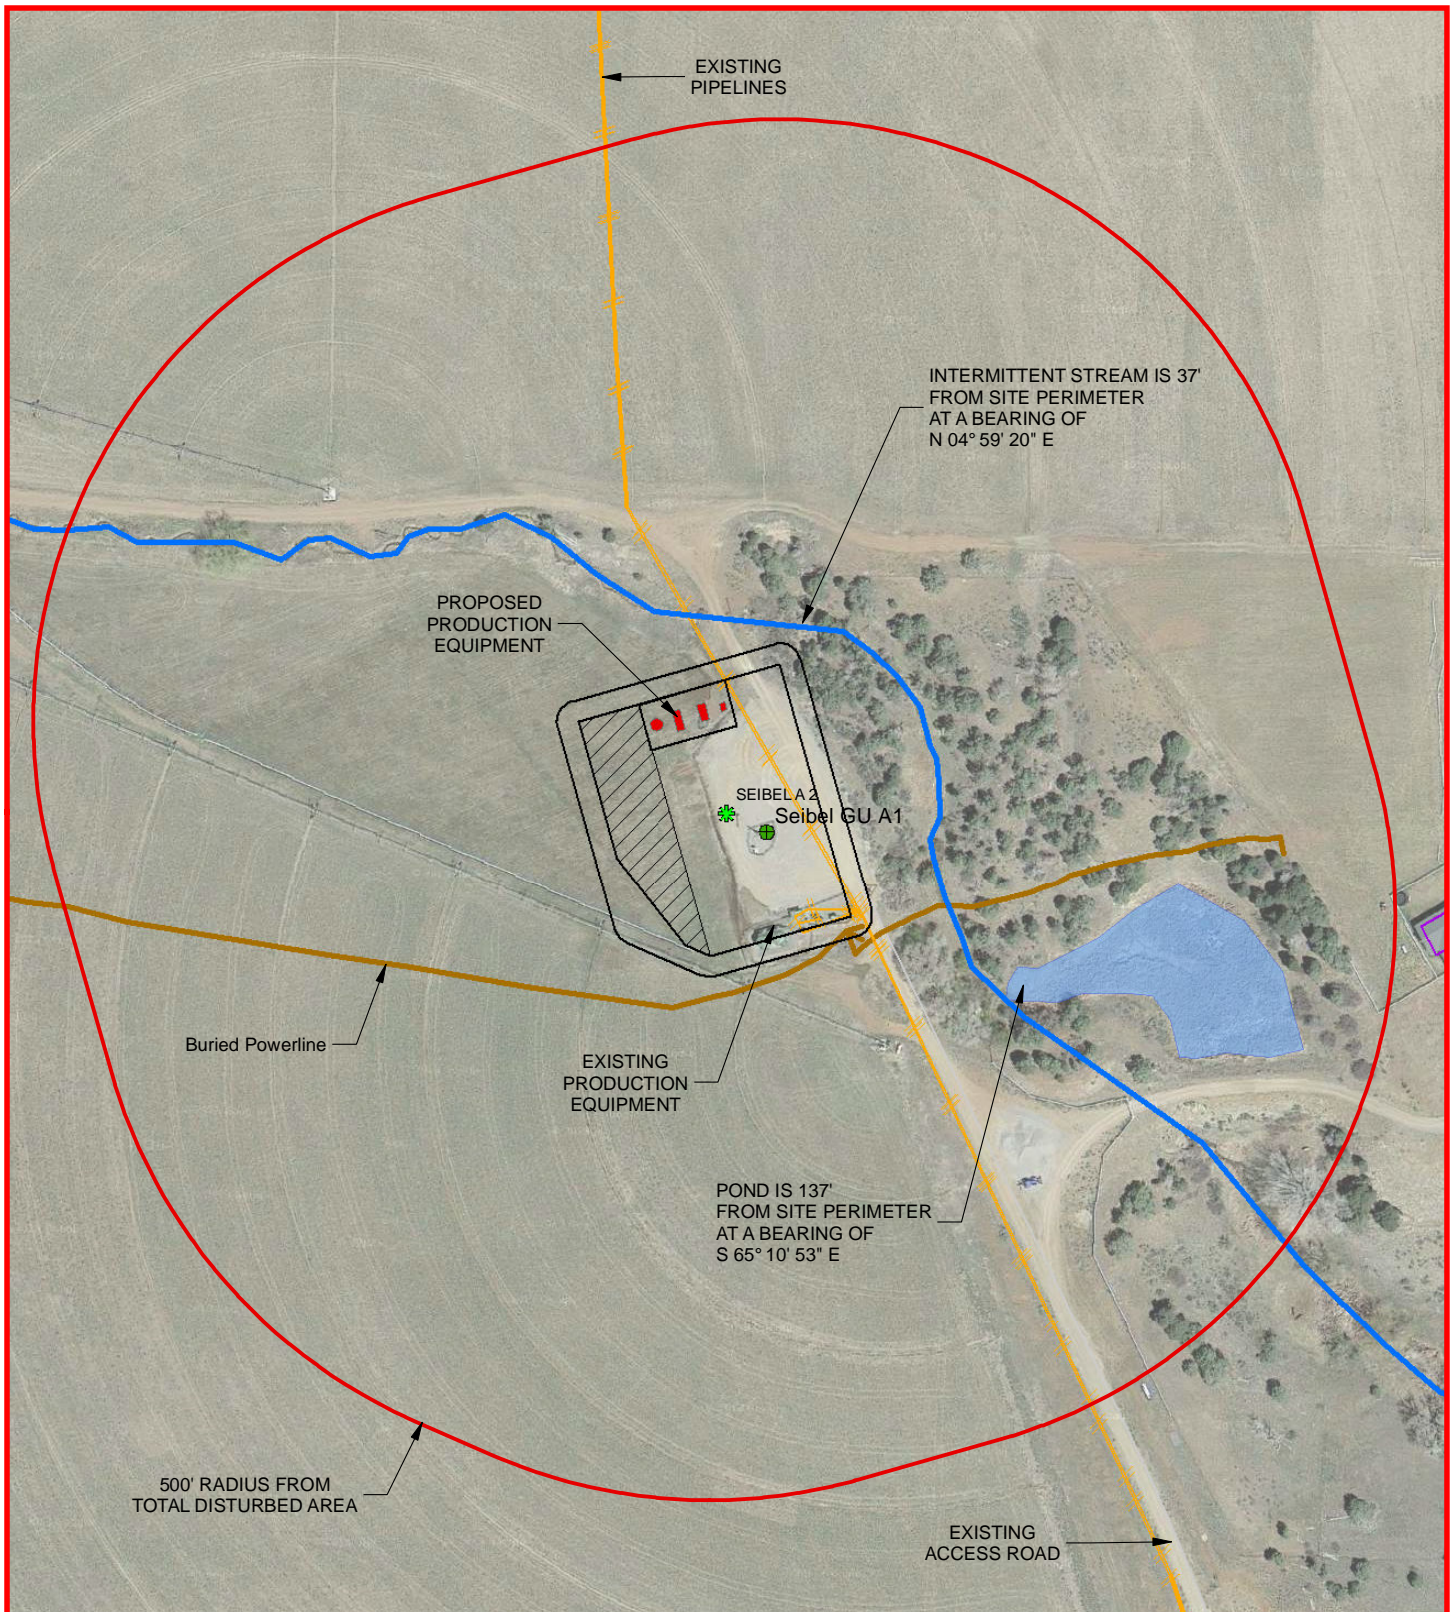 EXISTING
PIPELINES
INTERMITTENT STREAM IS 37'
FROM SITE PERIMETER
AT A BEARING OF
N 04° 59' 20" E
PROPOSED
PRODUCTION
EQUIPMENT
SEIBEL A 2
Seibel GU A1
Buried Powerline
EXISTING
PRODUCTION
EQUIPMENT
POND IS 137'
FROM SITE PERIMETER
AT A BEARING OF
S 65° 10' 53" E
500' RADIUS FROM
TOTAL DISTURBED AREA
EXISTING
ACCESS ROAD